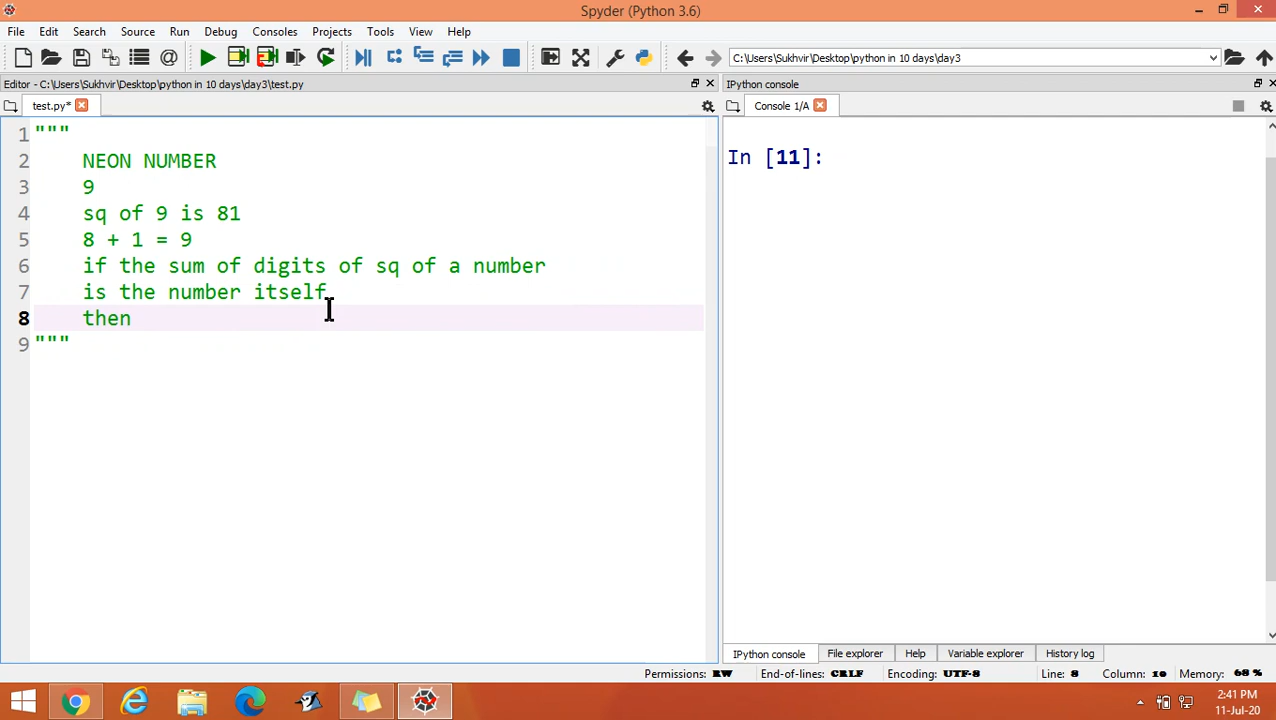 Spyder (Python 3.6)
File Edit Search Source Run Debug Consoles Projects Tools View Help
C:\Users\Sukhvir\Desktop\python in 10 days\day3
Editor - C:\Users\Sukhvir\Desktop\python in 10 days\day3\test.py
IPython console
test.py*
Console 1/A
1 """
2 NEON NUMBER
3 9
4 sq of 9 is 81
5 8 + 1 = 9
6 if the sum of digits of sq of a number
7 is the number itself
8 then
9 """
In [11]:
IPython console File explorer Help Variable explorer History log
Permissions: RW End-of-lines: CRLF Encoding: UTF-8 Line: 8 Column: 10 Memory: 68 %
2:41 PM
11-Jul-20